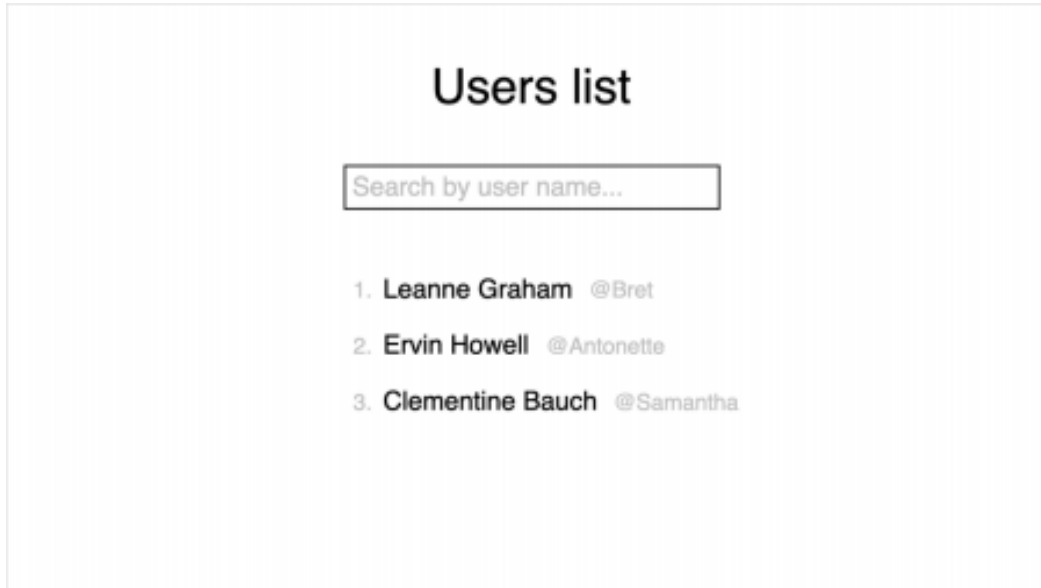 Users list
Search by user name...
1. Leanne Graham @Bret
2. Ervin Howell @Antonette
3. Clementine Bauch @Samantha